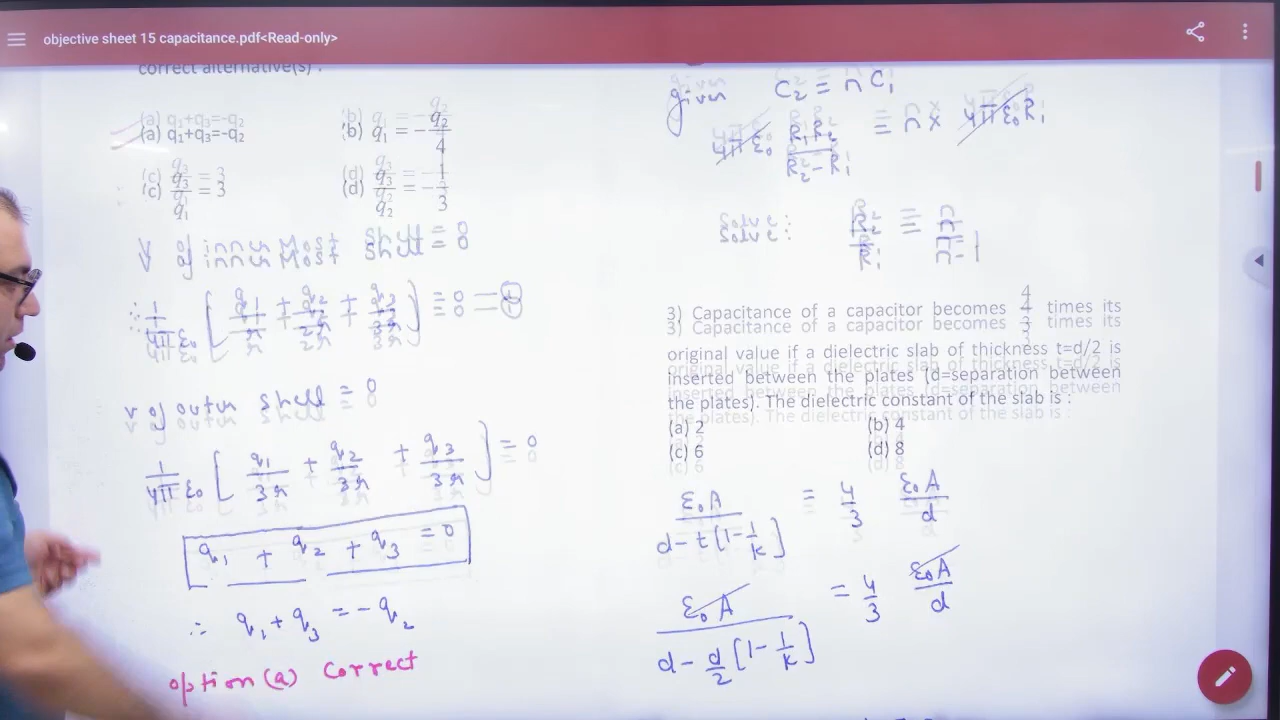 objective sheet 15 capacitance.pdf<Read-only>
correct alternative(s) :
(a) q₁+q₃=-q₂ (b) q₁ = -q₂/4
(c) q₃/q₁ = 3 (d) q₃/q₂ = -1/3
V of inner Most Shell = 0
∴ 1/4πε₀ [ q₁/r + q₂/2r + q₃/3r ] = 0 — ①
V of outer shell = 0
1/4πε₀ [ q₁/3r + q₂/3r + q₃/3r ] = 0
q₁ + q₂ + q₃ = 0
∴ q₁ + q₃ = - q₂
option (a) correct
given C₂ = n C₁
4πε₀ R₁R₂/R₂-R₁ = n × 4πε₀R₁
Solve: R₂/R₁ = n/n-1
3) Capacitance of a capacitor becomes 4/3 times its
original value if a dielectric slab of thickness t=d/2 is
inserted between the plates (d=separation between
the plates). The dielectric constant of the slab is :
(a) 2 (b) 4
(c) 6 (d) 8
ε₀A/d-t[1-1/k] = 4/3 ε₀A/d
ε₀A/d-d/2[1-1/k] = 4/3 ε₀A/d